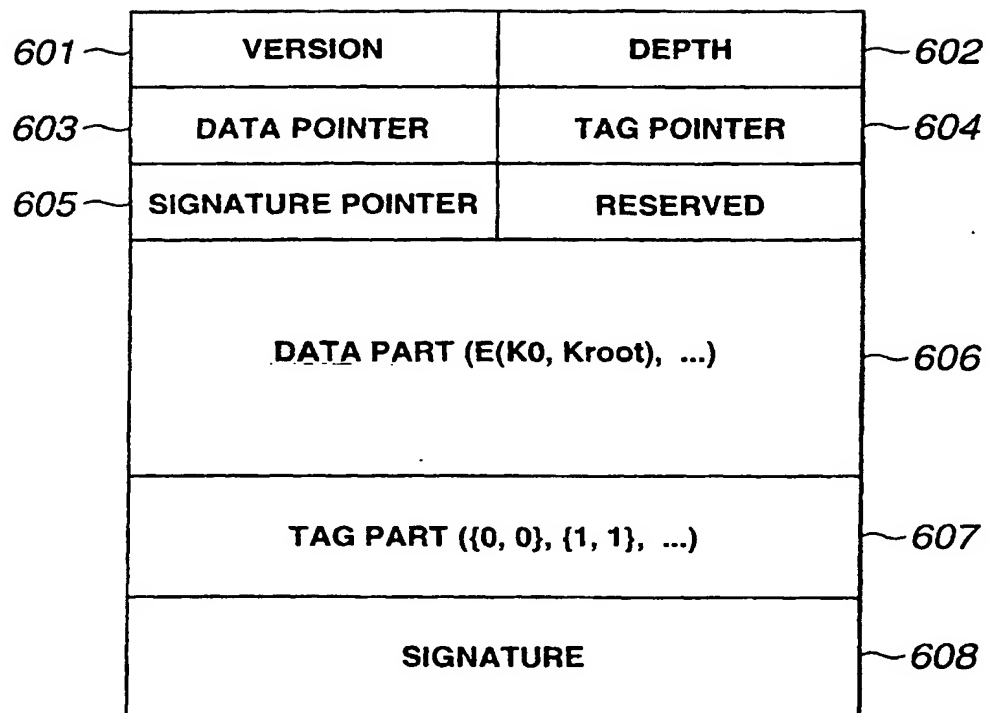 601 VERSION DEPTH 602
603 DATA POINTER TAG POINTER 604
605 SIGNATURE POINTER RESERVED
DATA PART (E(K0, Kroot), ...) 606
TAG PART ({0, 0}, {1, 1}, ...) 607
SIGNATURE 608